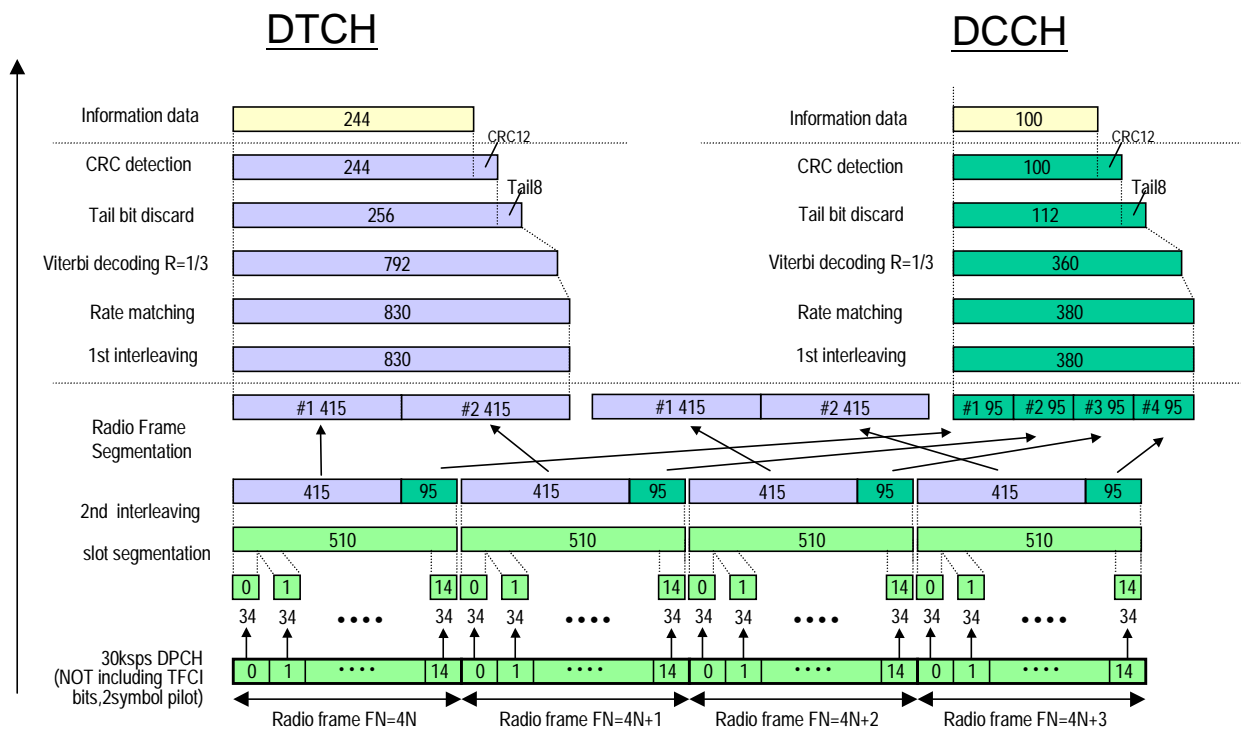 DTCH DCCH
Information data 244 Information data 100
CRC12 CRC12
CRC detection 244 CRC detection 100
Tail8 Tail8
Tail bit discard 256 Tail bit discard 112
Viterbi decoding R=1/3 792 Viterbi decoding R=1/3 360
Rate matching 830 Rate matching 380
1st interleaving 830 1st interleaving 380
#1 415 #2 415 #1 415 #2 415 #1 95 #2 95 #3 95 #4 95
Radio Frame
Segmentation
415 95 415 95 415 95 415 95
2nd interleaving
slot segmentation 510 510 510 510
0 1 14 0 1 14 0 1 14 0 1 14
34 34 •••• 34 34 34 •••• 34 34 34 •••• 34 34 34 •••• 34
30ksps DPCH
(NOT including TFCI
bits,2symbol pilot)
0 1 •••• 14 0 1 •••• 14 0 1 •••• 14 0 1 •••• 14
Radio frame FN=4N Radio frame FN=4N+1 Radio frame FN=4N+2 Radio frame FN=4N+3